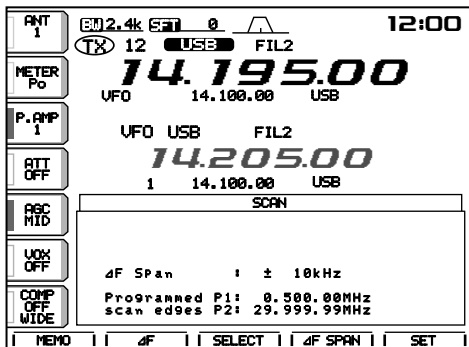 ANT
1
BW 2.4k SFT 0
12:00
TX 12 USB FIL2
METER
Po
14.195.00
VFO 14.100.00 USB
P.AMP
1
VFO USB FIL2
ATT
OFF
14.205.00
1 14.100.00 USB
AGC
MID
SCAN
VOX
OFF
⊿F Span : ± 10kHz
COMP
OFF
WIDE
Programmed P1: 0.500.00MHz
scan edges P2: 29.999.99MHz
MEMO ⊿F SELECT ⊿F SPAN SET